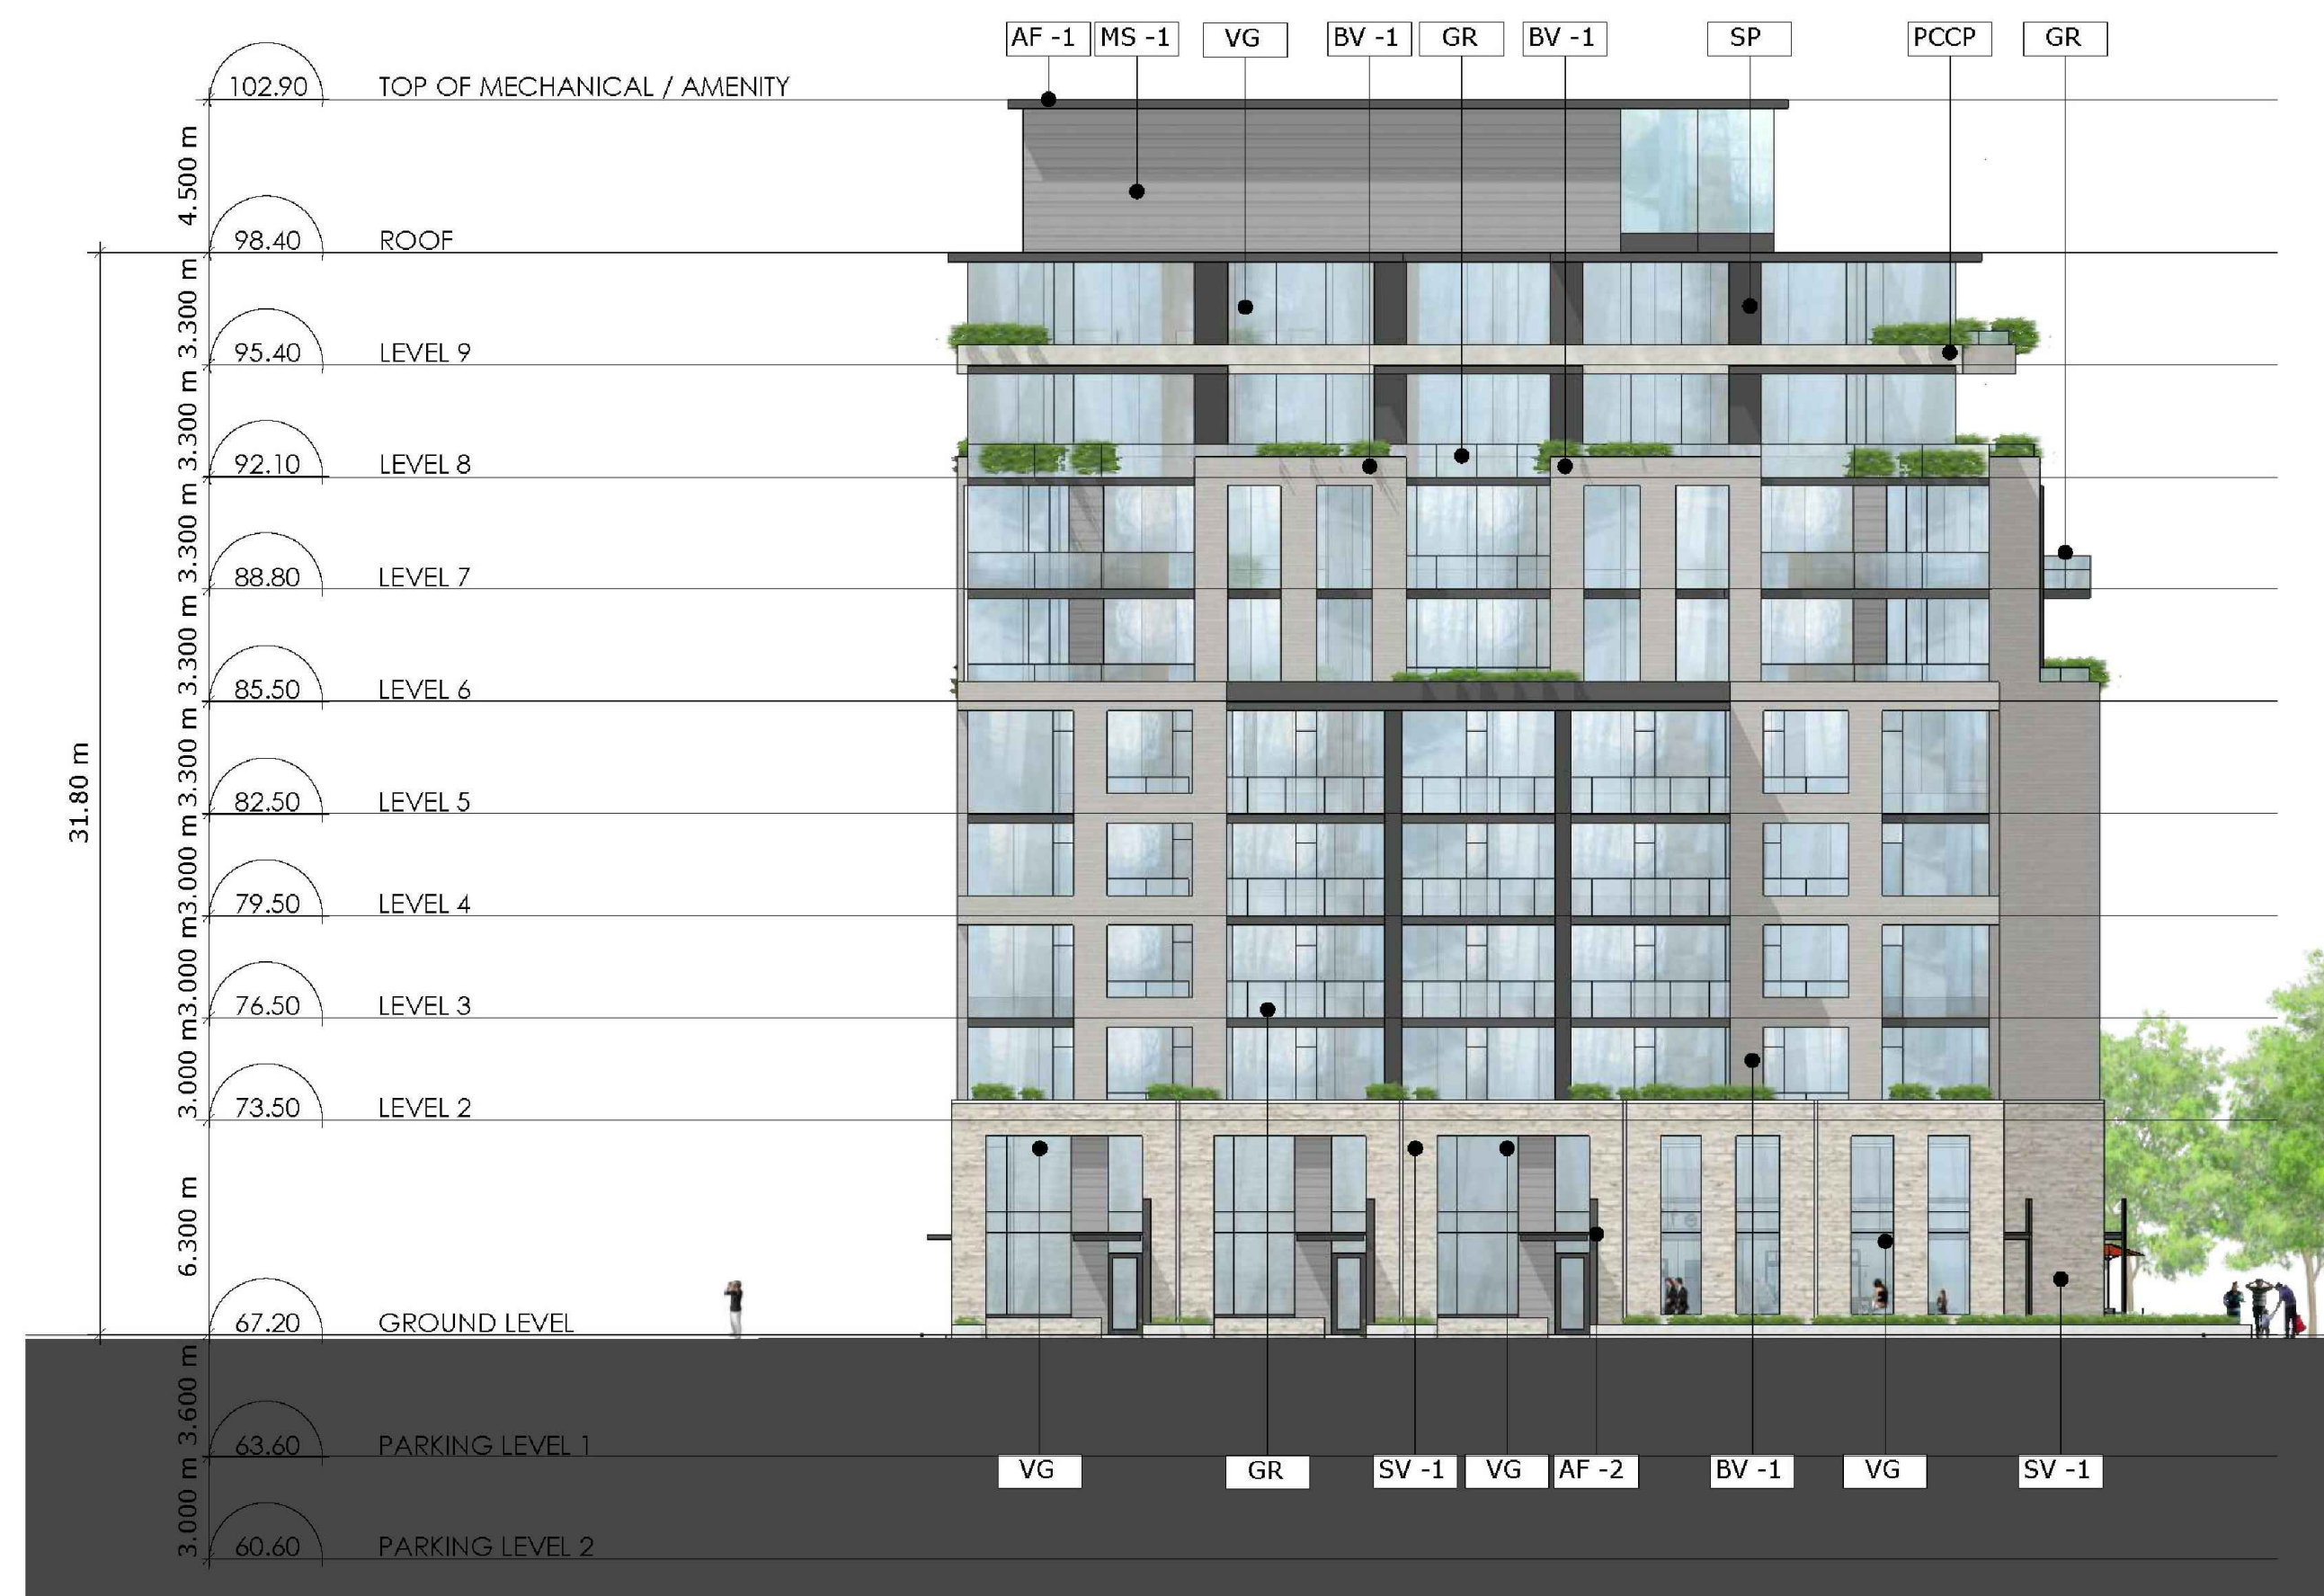 AF -1 MS -1 VG BV -1 GR BV -1 SP PCCP GR
102.90 TOP OF MECHANICAL / AMENITY
4.500 m
98.40 ROOF
3.300 m
95.40 LEVEL 9
3.300 m
92.10 LEVEL 8
3.300 m
88.80 LEVEL 7
3.300 m
85.50 LEVEL 6
3.300 m
31.80 m
82.50 LEVEL 5
3.000 m
79.50 LEVEL 4
3.000 m
76.50 LEVEL 3
3.000 m
73.50 LEVEL 2
6.300 m
67.20 GROUND LEVEL
3.600 m
63.60 PARKING LEVEL 1
VG GR SV -1 VG AF -2 BV -1 VG SV -1
3.000 m
60.60 PARKING LEVEL 2